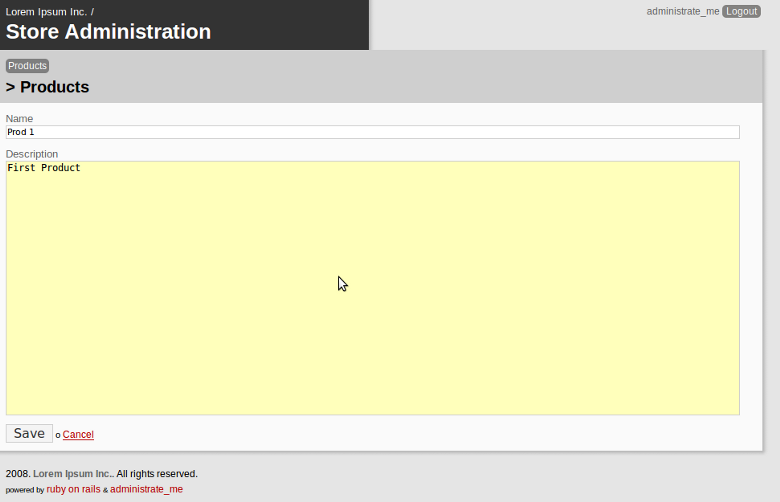 Lorem Ipsum Inc. /
administrate_me Logout
Store Administration
Products
> Products
Name
Prod 1
Description
First Product
Save o Cancel
2008. Lorem Ipsum Inc.. All rights reserved.
powered by ruby on rails & administrate_me